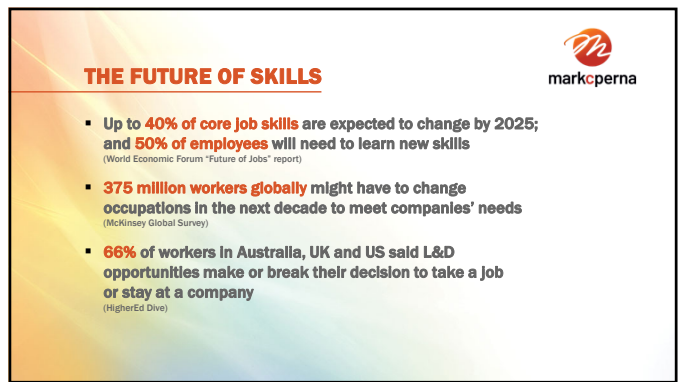 markcperna
THE FUTURE OF SKILLS
▪ Up to 40% of core job skills are expected to change by 2025;
and 50% of employees will need to learn new skills
(World Economic Forum “Future of Jobs” report)
▪ 375 million workers globally might have to change
occupations in the next decade to meet companies’ needs
(McKinsey Global Survey)
▪ 66% of workers in Australia, UK and US said L&D
opportunities make or break their decision to take a job
or stay at a company
(HigherEd Dive)